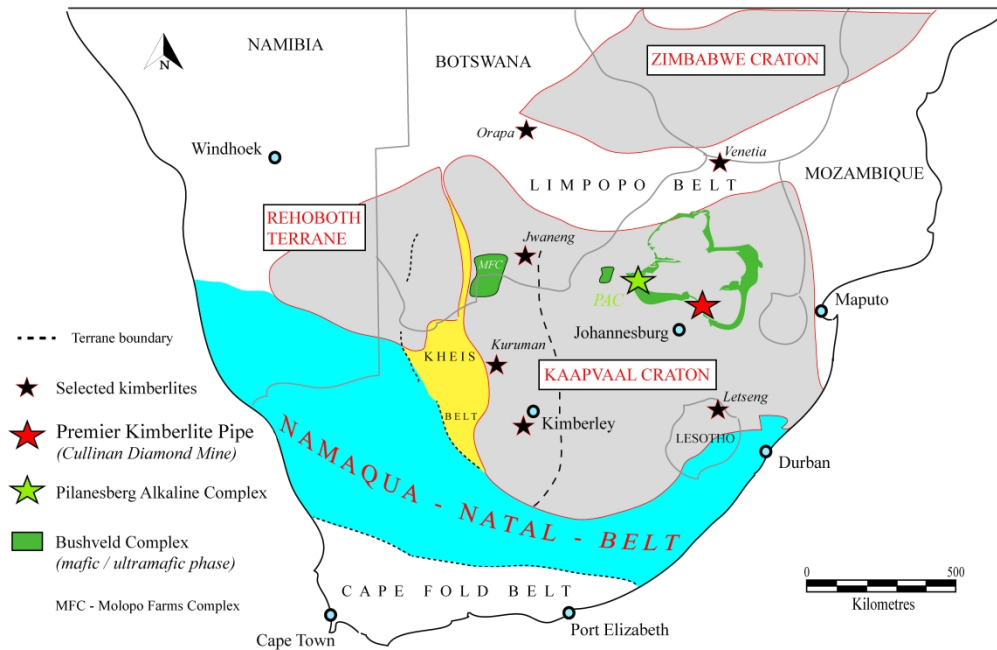 NAMIBIA
BOTSWANA
ZIMBABWE CRATON
N
Orapa
Windhoek
Venetia
MOZAMBIQUE
LIMPOPO BELT
REHOBOTH
TERRANE
Jwaneng
MFC
PAC
Maputo
Johannesburg
Terrane boundary
Kuruman
KHEIS
KAAPVAAL CRATON
Selected kimberlites
Letseng
BELT
Kimberley
LESOTHO
Premier Kimberlite Pipe
(Cullinan Diamond Mine)
Durban
NAMAQUA - NATAL - BELT
Pilanesberg Alkaline Complex
Bushveld Complex
(mafic / ultramafic phase)
0 500
Kilometres
CAPE FOLD BELT
MFC - Molopo Farms Complex
Port Elizabeth
Cape Town